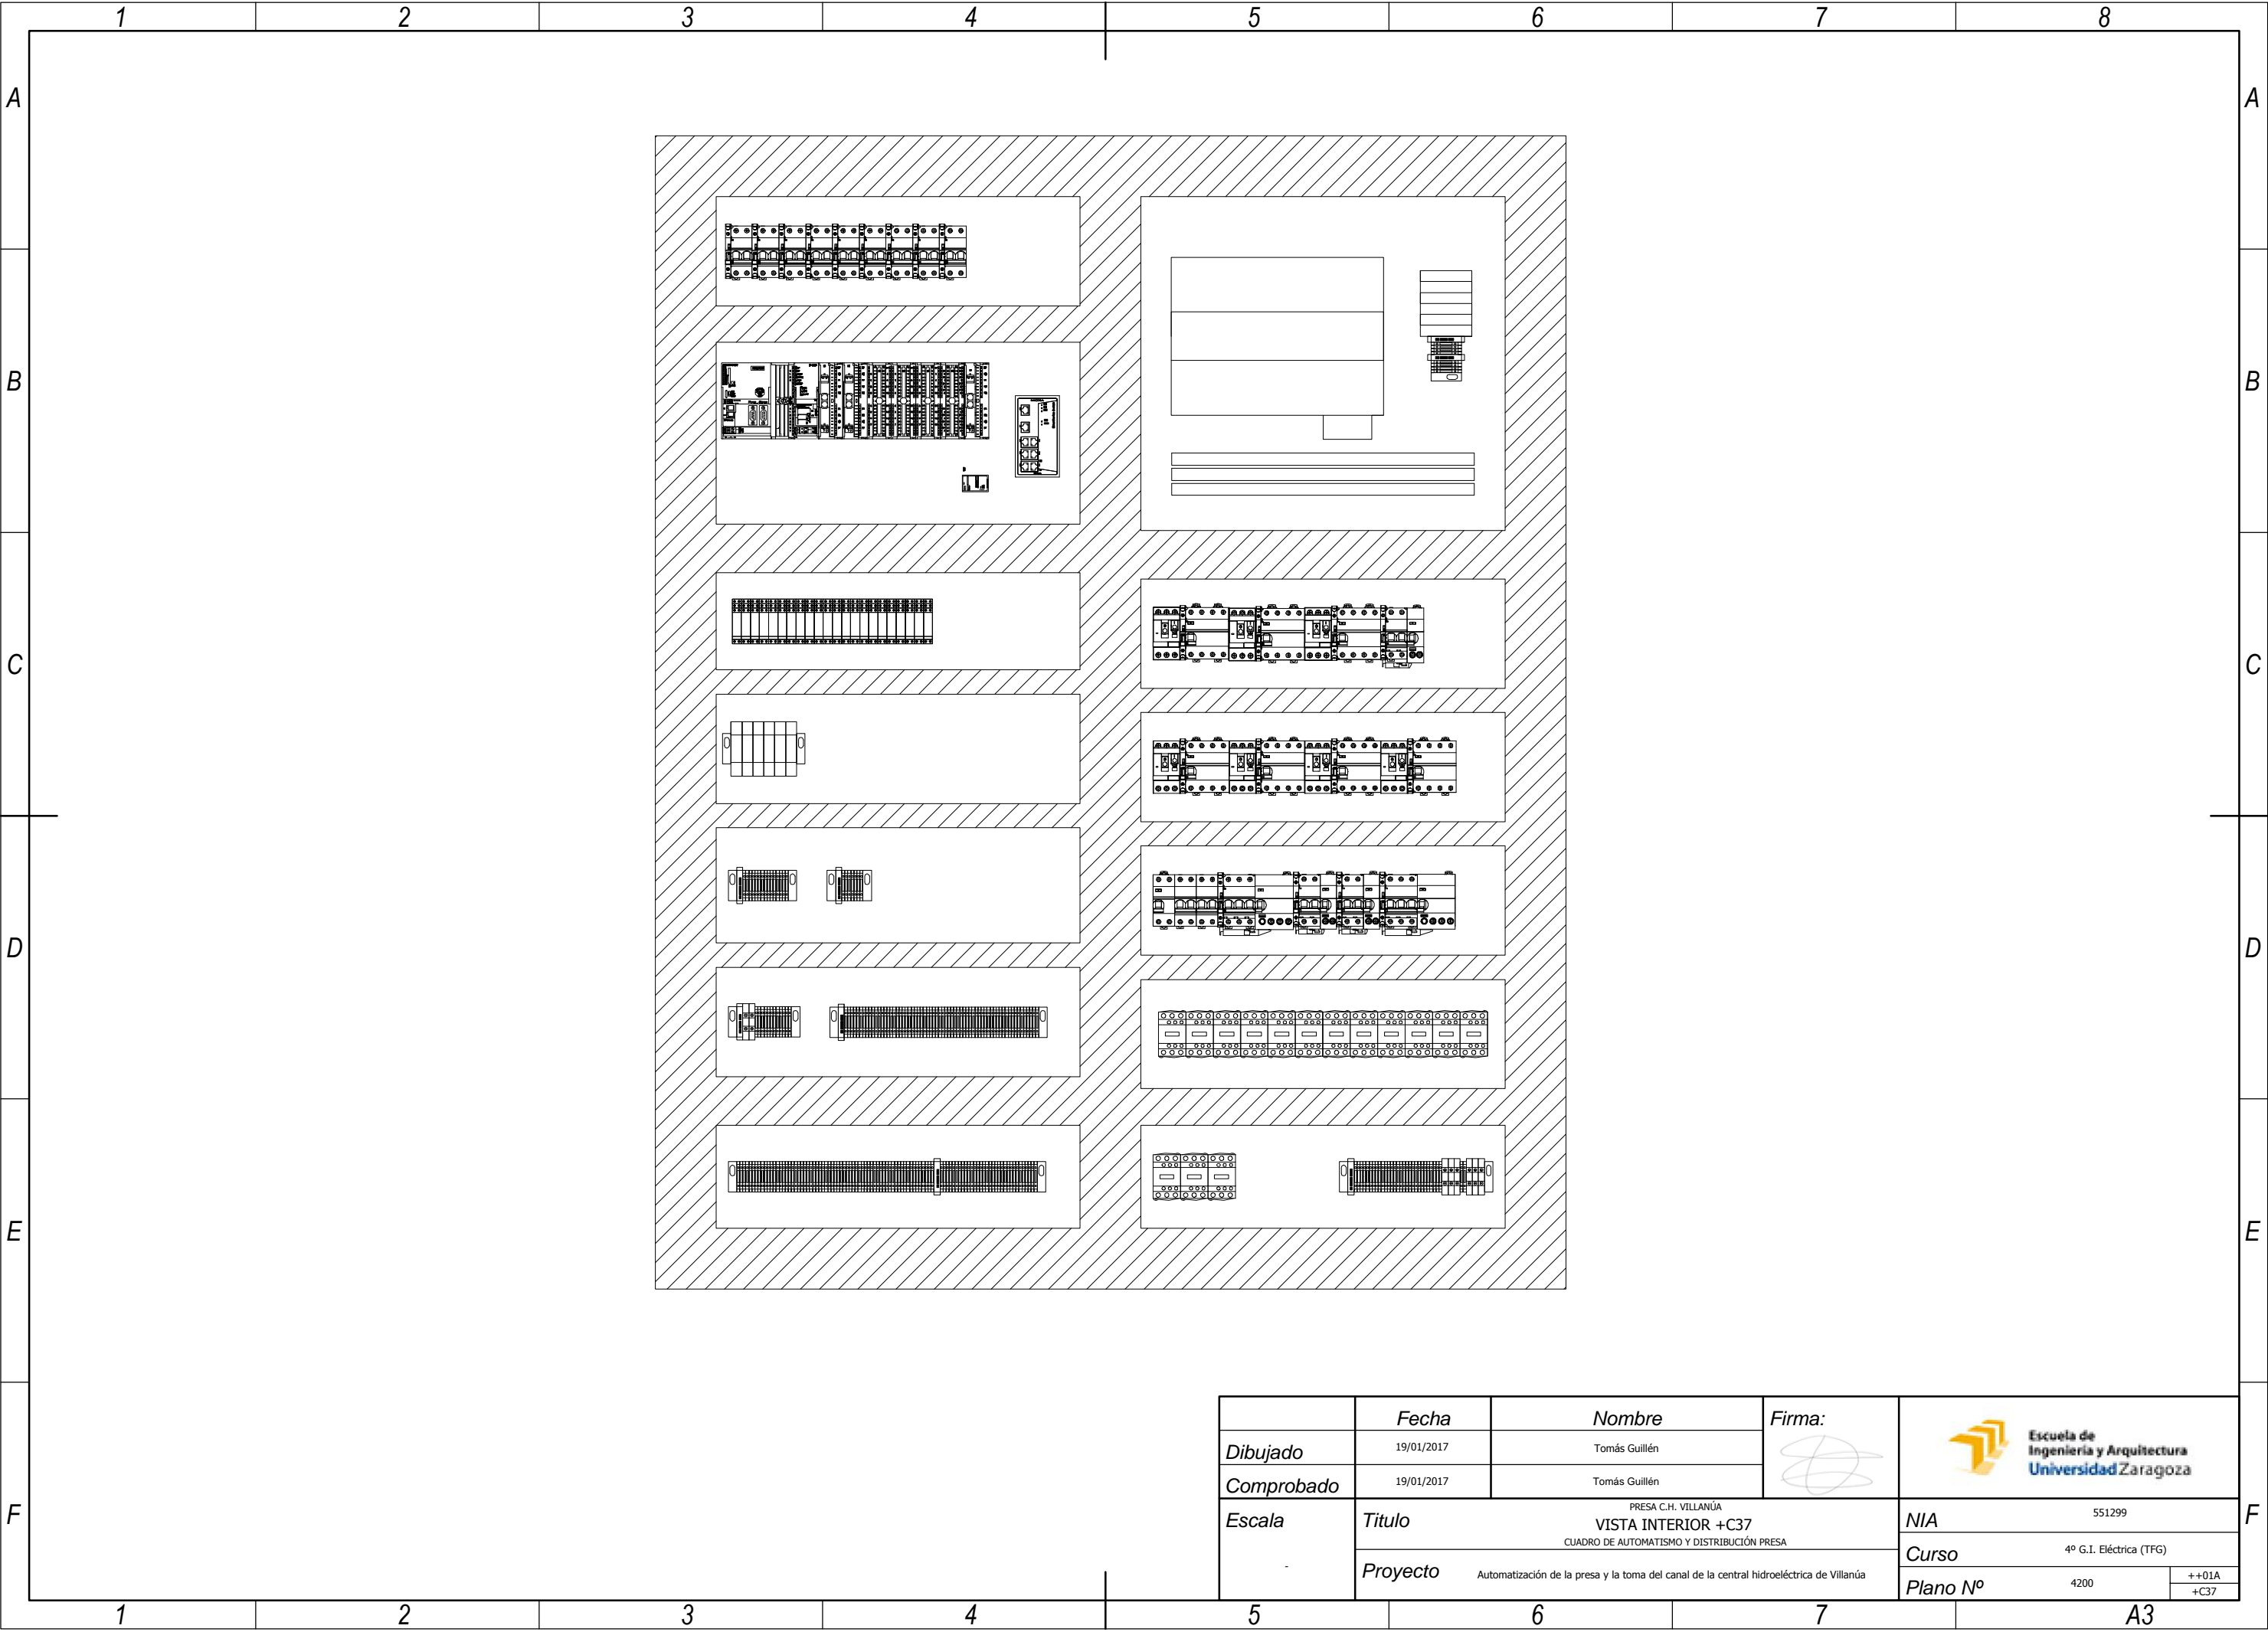 1 2 3 4 5 6 7 8
A A
B B
C C
D D
E E
F F
Fecha Nombre Firma:
Dibujado 19/01/2017 Tomás Guillén
Comprobado 19/01/2017 Tomás Guillén
Escuela de
Ingeniería y Arquitectura
Universidad Zaragoza
Escala -
Titulo
PRESA C.H. VILLANÚA
VISTA INTERIOR +C37
CUADRO DE AUTOMATISMO Y DISTRIBUCIÓN PRESA
Proyecto Automatización de la presa y la toma del canal de la central hidroeléctrica de Villanúa
NIA 551299
Curso 4º G.I. Eléctrica (TFG)
Plano Nº 4200 ++01A
+C37
1 2 3 4 5 6 7 A3